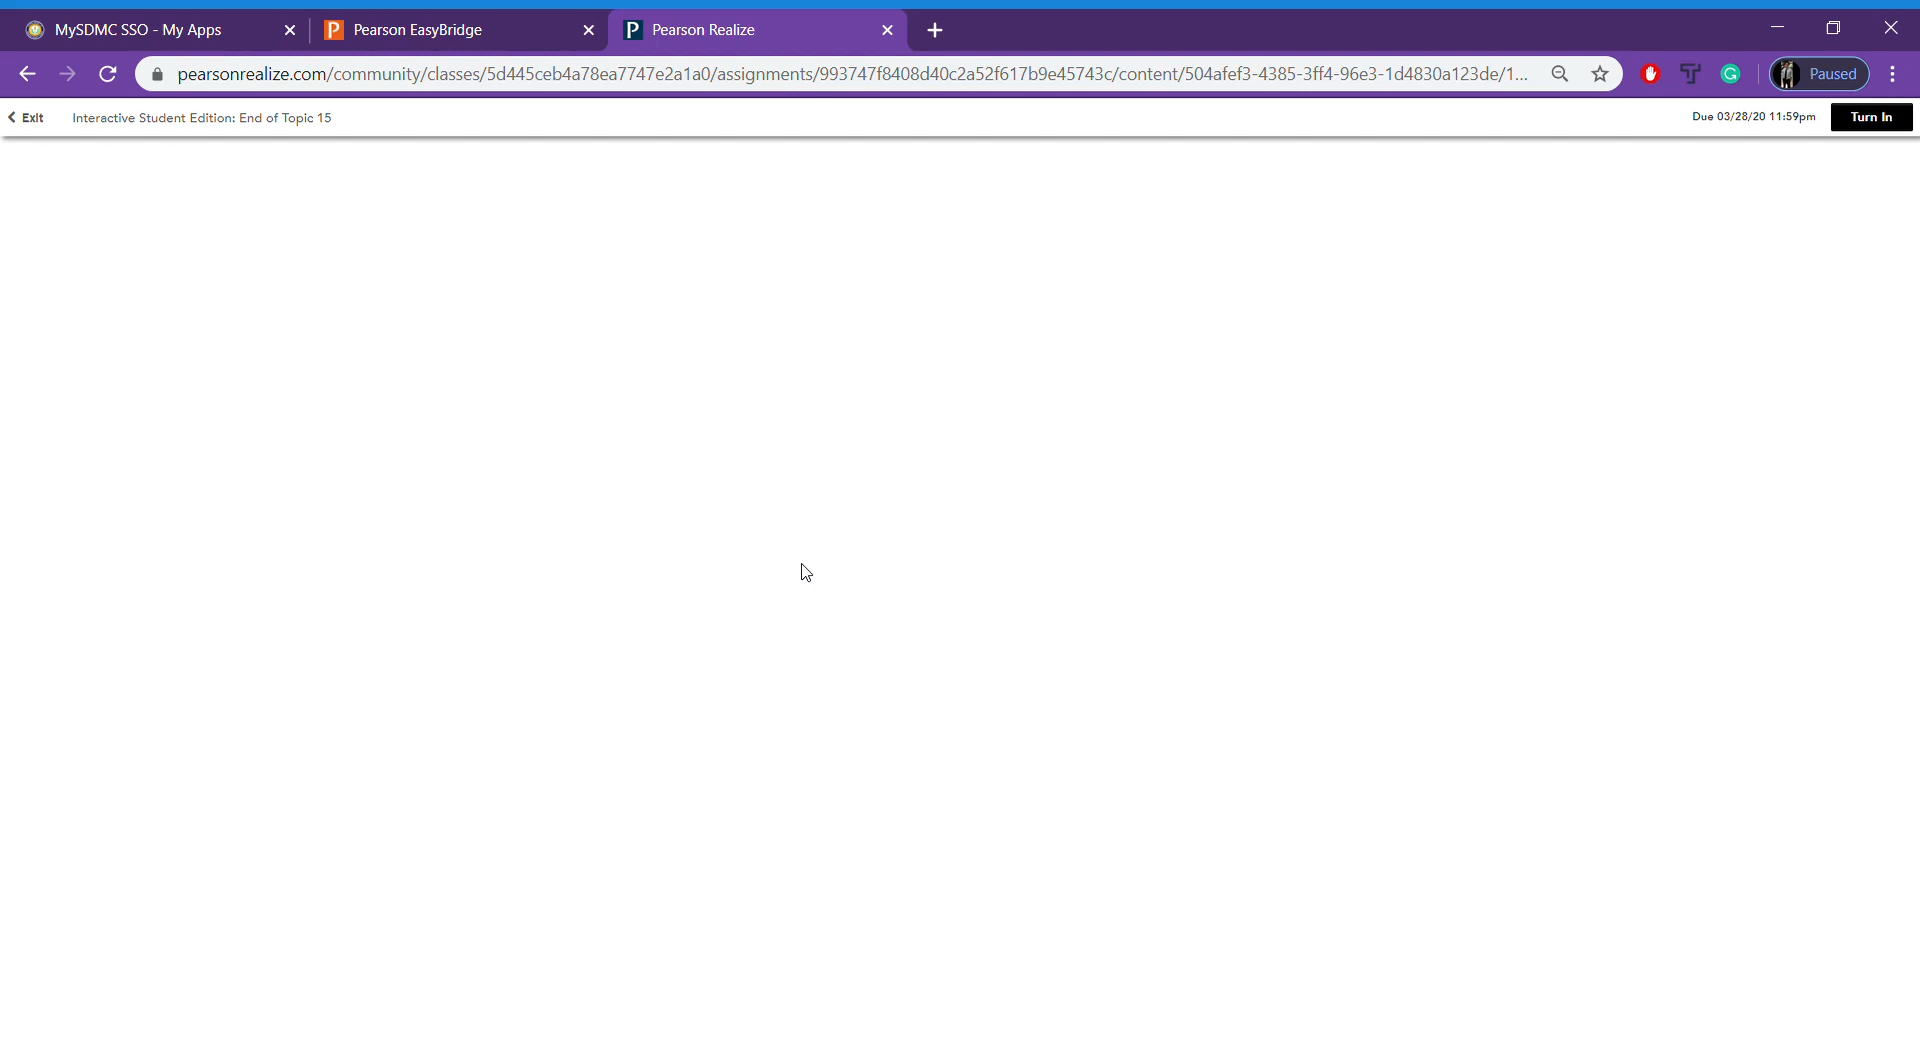 MySDMC SSO - My Apps
Pearson EasyBridge
Pearson Realize
pearsonrealize.com/community/classes/5d445ceb4a78ea7747e2a1a0/assignments/993747f8408d40c2a52f617b9e45743c/content/504afef3-4385-3ff4-96e3-1d4830a123de/1...
Paused
Exit
Interactive Student Edition: End of Topic 15
Due 03/28/20 11:59pm
Turn In